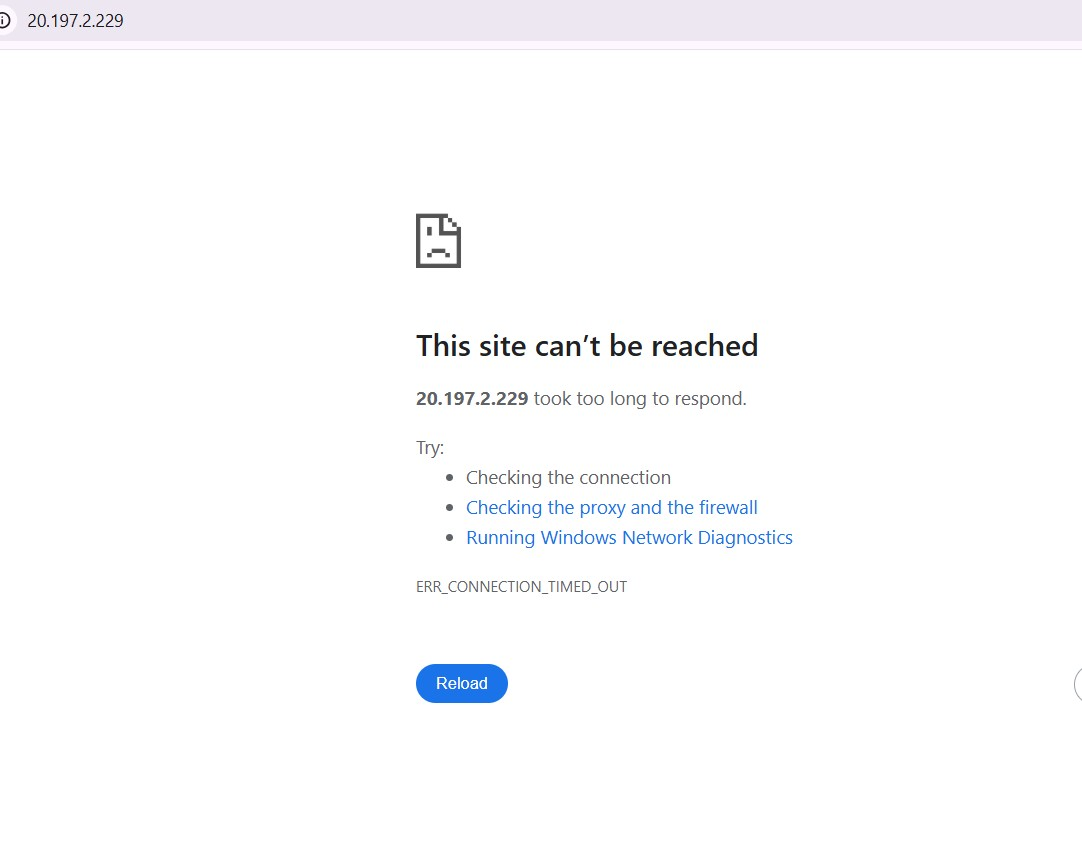 20.197.2.229
This site can’t be reached
20.197.2.229 took too long to respond.
Try:
Checking the connection
Checking the proxy and the firewall
Running Windows Network Diagnostics
ERR_CONNECTION_TIMED_OUT
Reload